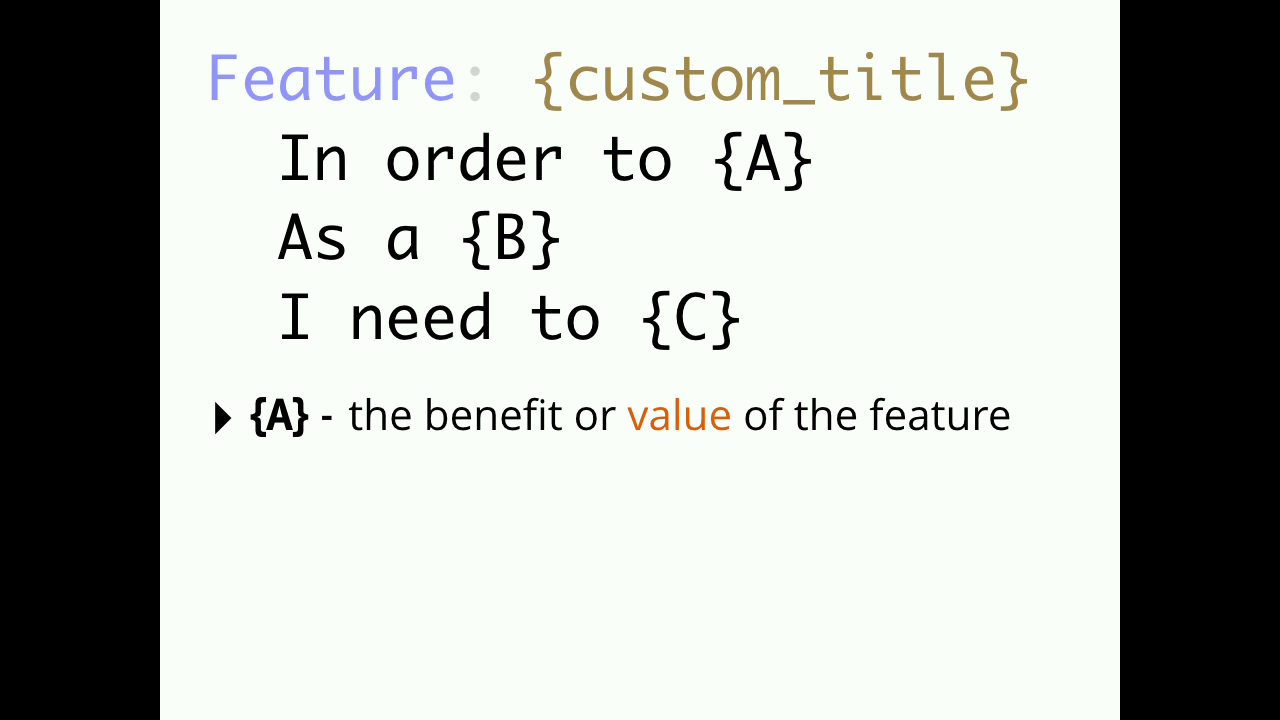 Feature: {custom_title}
In order to {A}
As a {B}
I need to {C}
{A} - the benefit or value of the feature